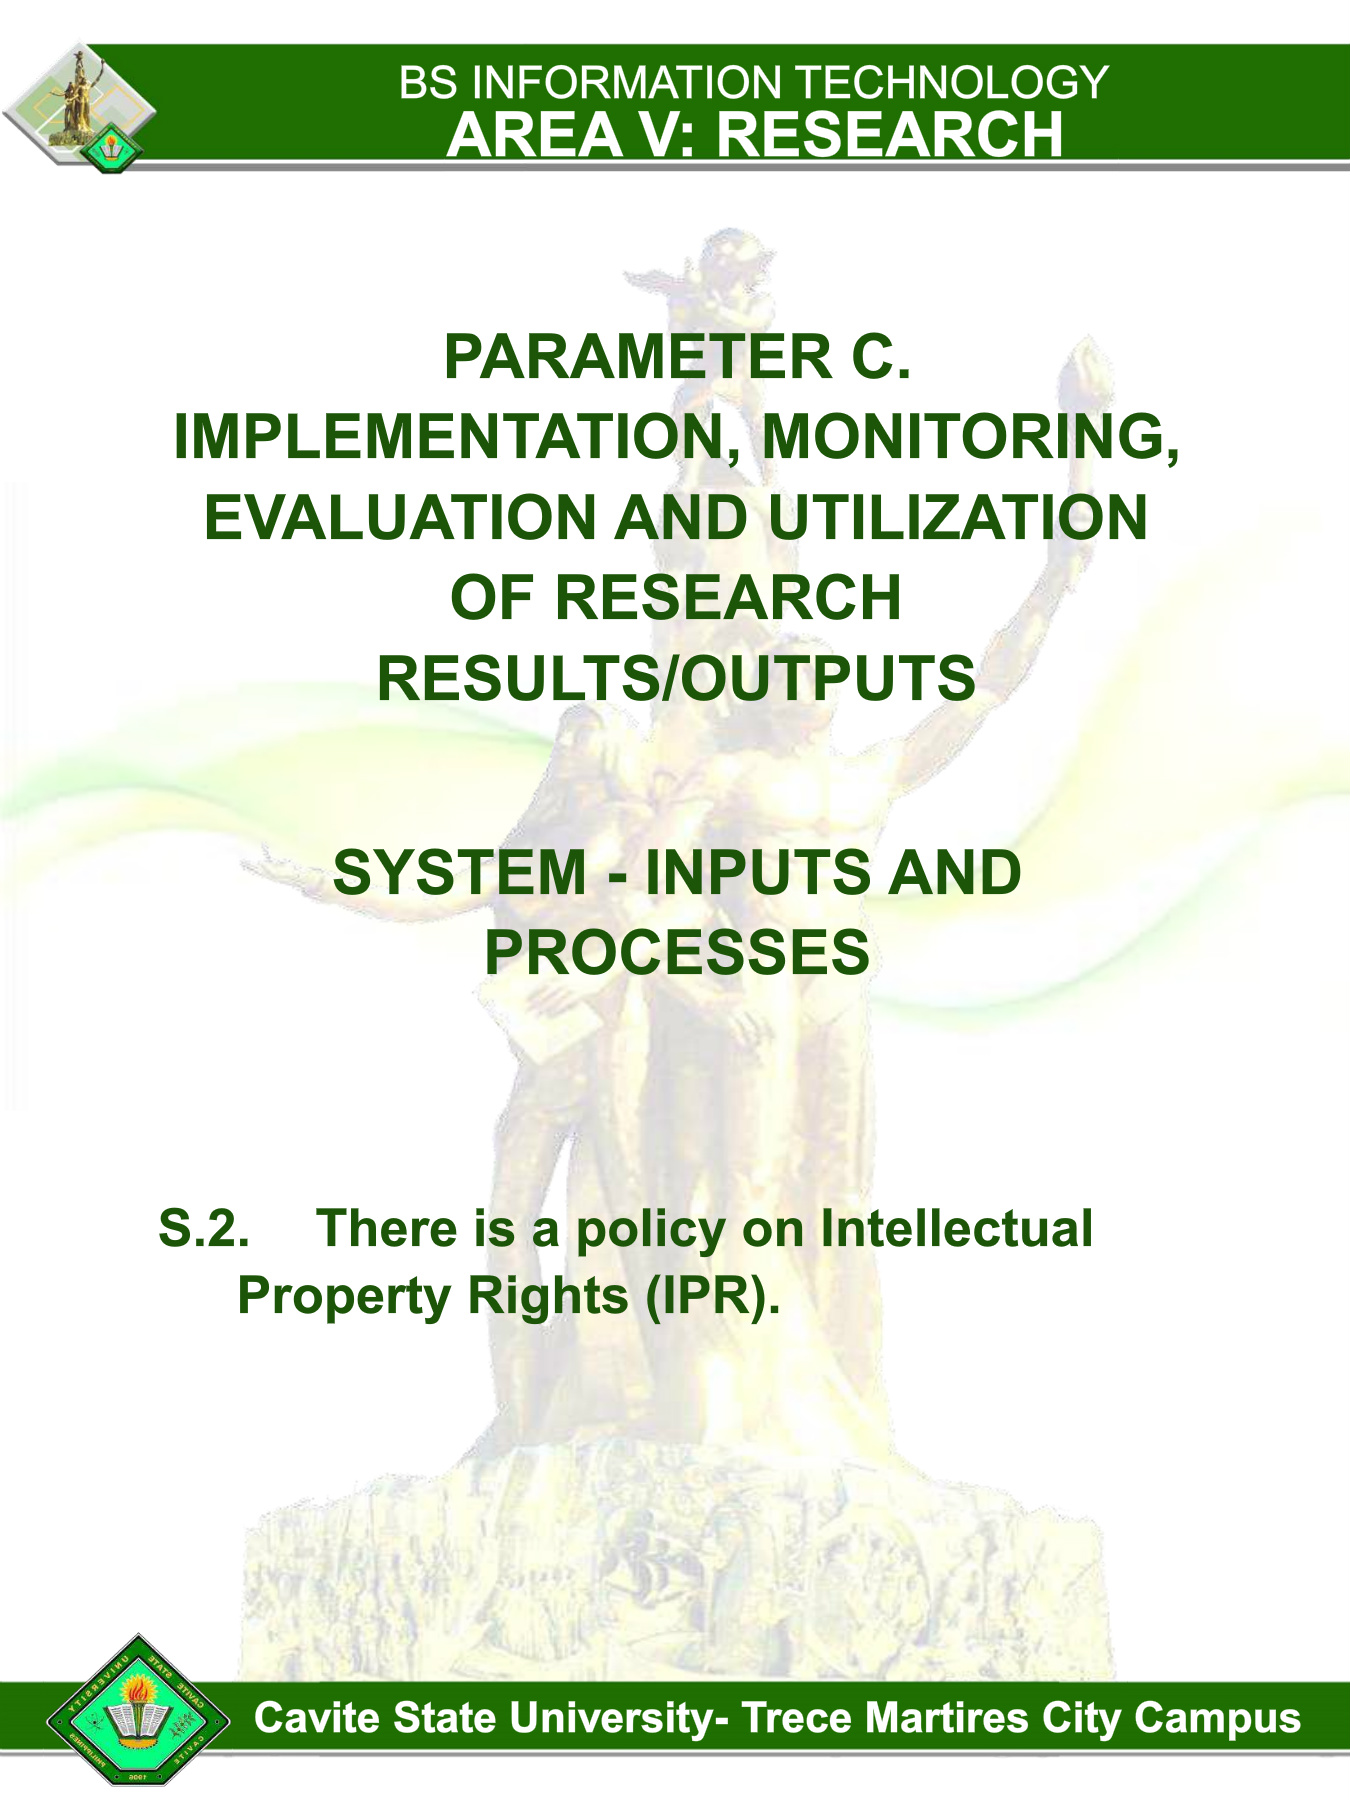 BS INFORMATION TECHNOLOGY
AREA V: RESEARCH
PARAMETER C.
IMPLEMENTATION, MONITORING,
EVALUATION AND UTILIZATION
OF RESEARCH
RESULTS/OUTPUTS
SYSTEM - INPUTS AND
PROCESSES
S.2. There is a policy on Intellectual
Property Rights (IPR).
CAVITE STATE UNIVERSITY
CAVITE 1906 PHILIPPINES
Cavite State University- Trece Martires City Campus